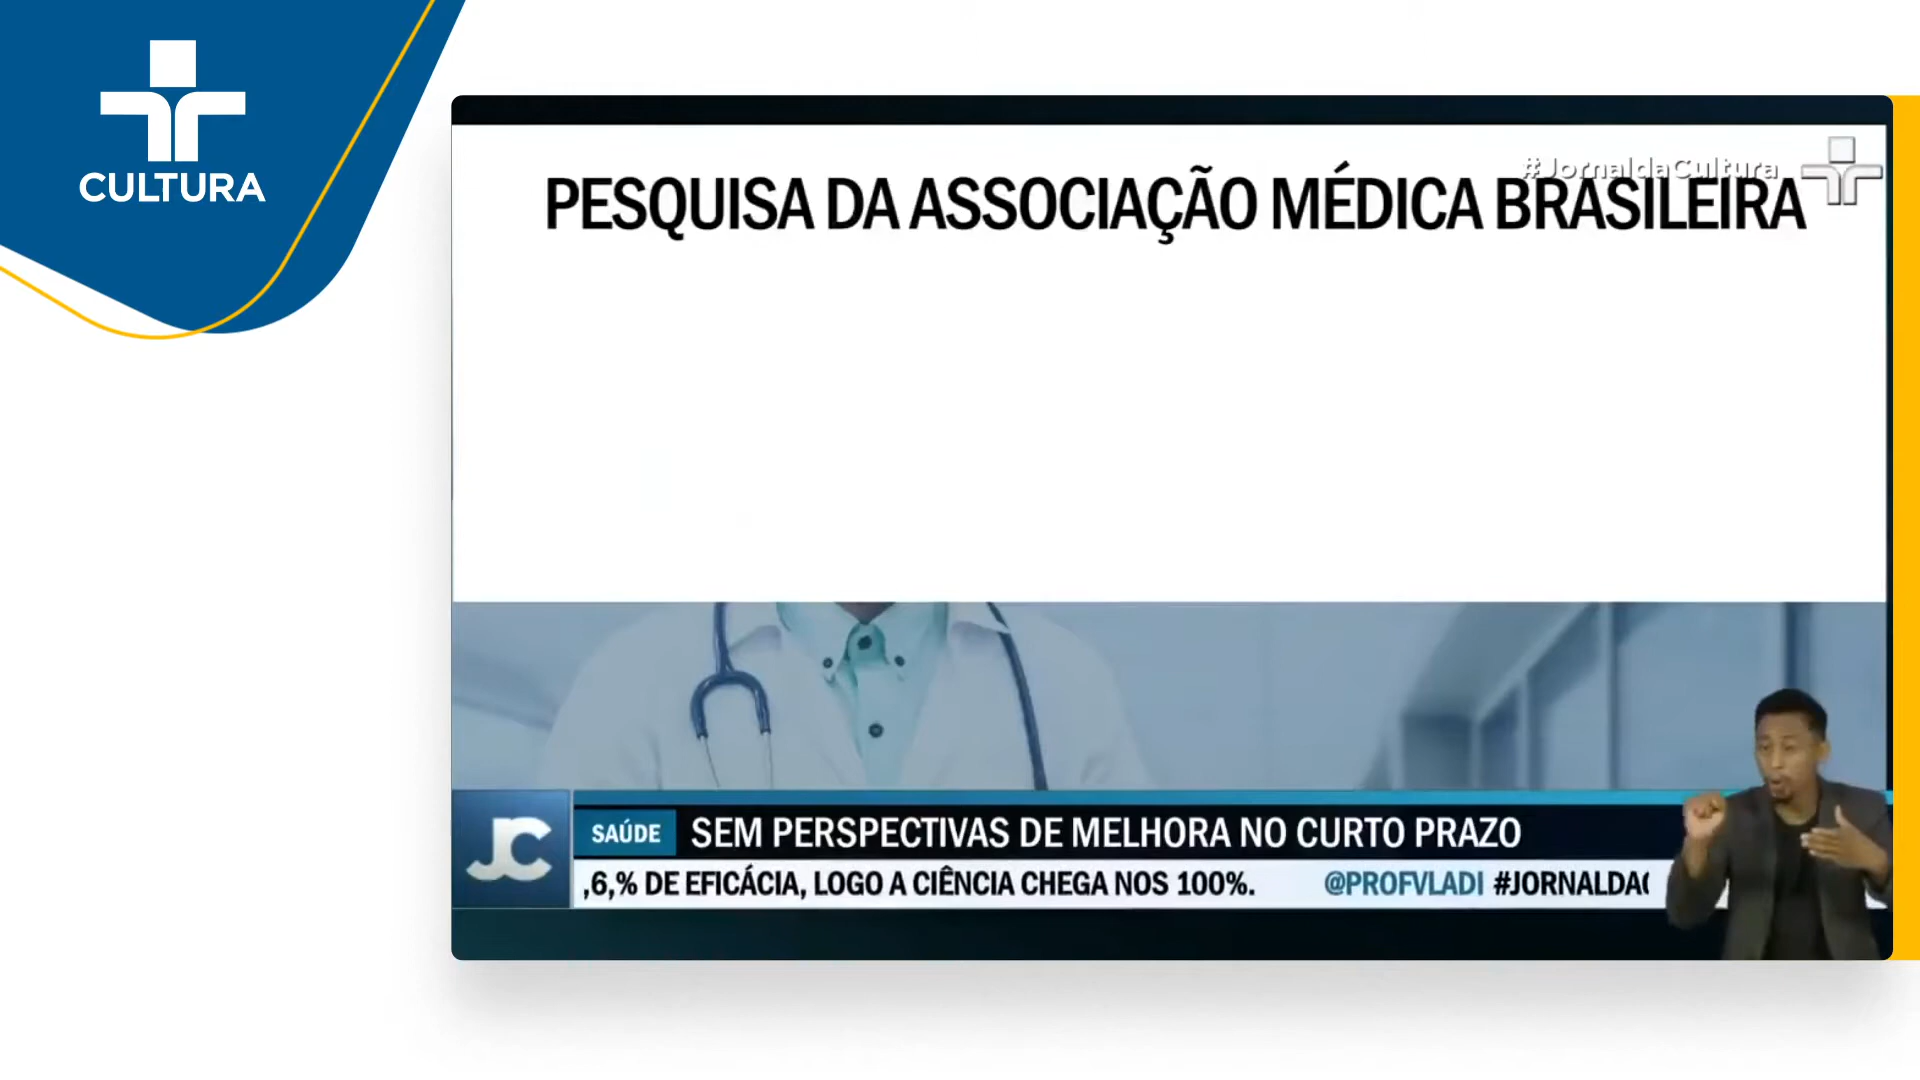 CULTURA
#JornaldaCultura
PESQUISA DA ASSOCIAÇÃO MÉDICA BRASILEIRA
JC
SAÚDE SEM PERSPECTIVAS DE MELHORA NO CURTO PRAZO
,6,% DE EFICÁCIA, LOGO A CIÊNCIA CHEGA NOS 100%. @PROFVLADI #JORNALDA